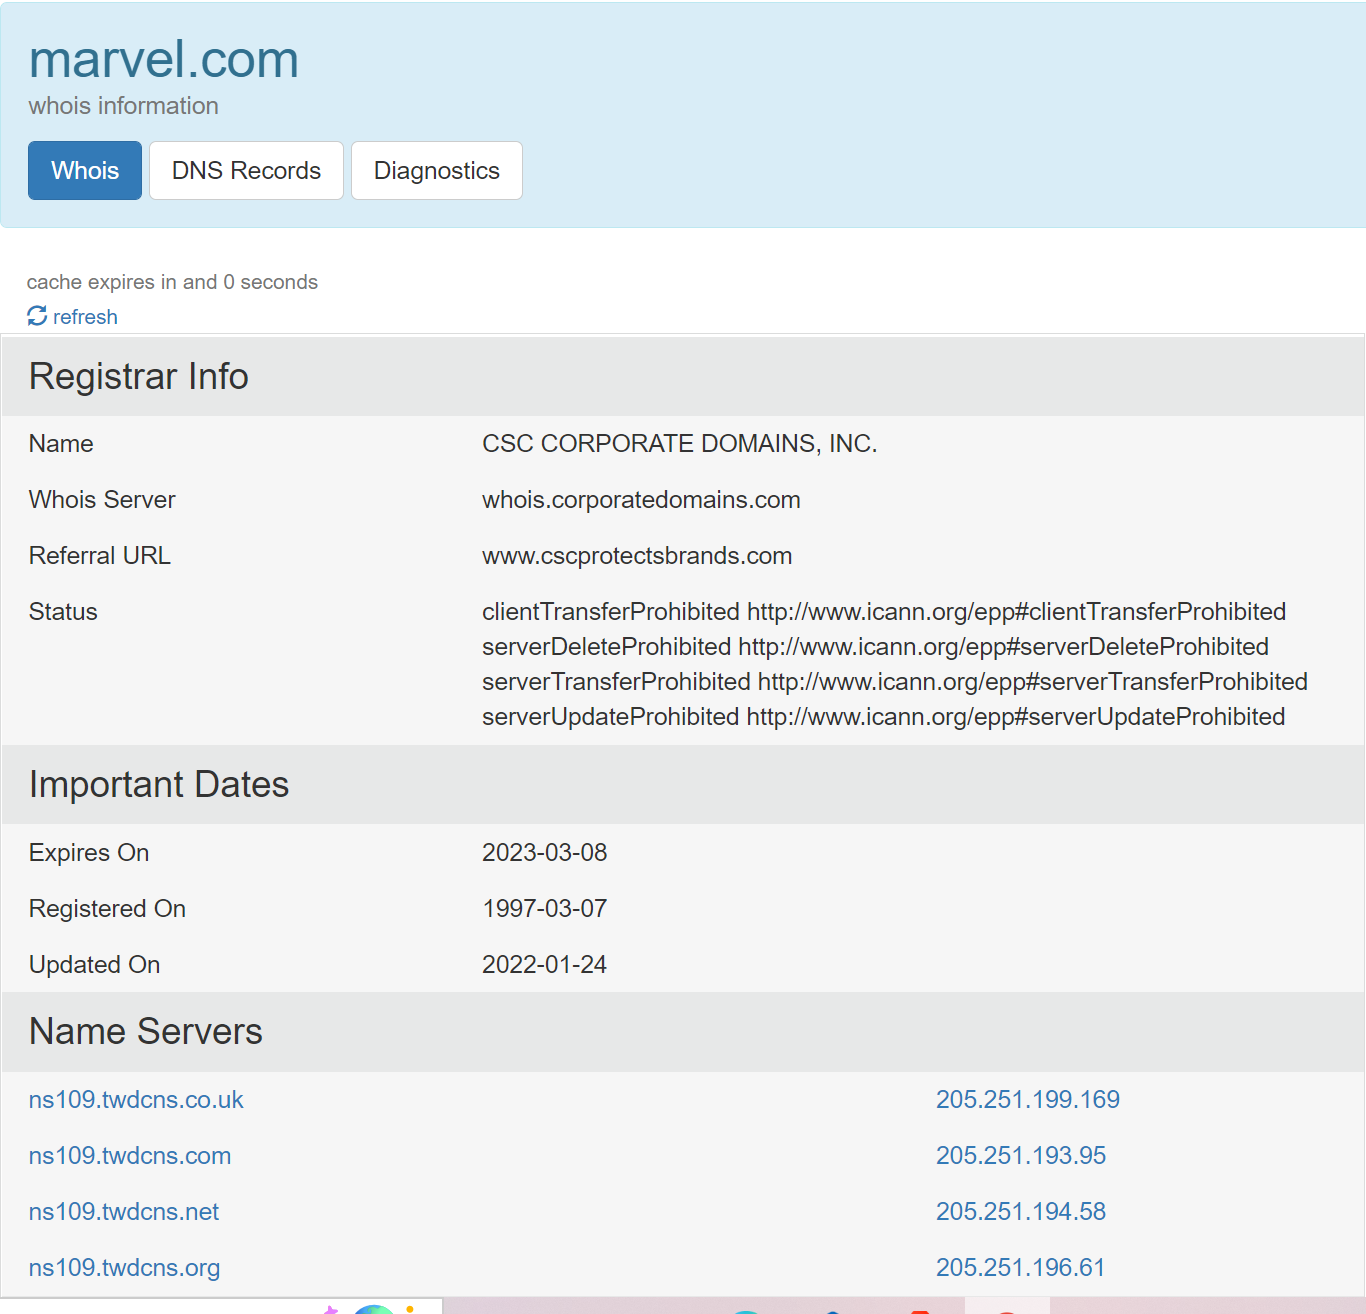 marvel.com
whois information
Whois DNS Records Diagnostics
cache expires in and 0 seconds
refresh
Registrar Info
Name CSC CORPORATE DOMAINS, INC.
Whois Server whois.corporatedomains.com
Referral URL www.cscprotectsbrands.com
Status clientTransferProhibited http://www.icann.org/epp#clientTransferProhibited
serverDeleteProhibited http://www.icann.org/epp#serverDeleteProhibited
serverTransferProhibited http://www.icann.org/epp#serverTransferProhibited
serverUpdateProhibited http://www.icann.org/epp#serverUpdateProhibited
Important Dates
Expires On 2023-03-08
Registered On 1997-03-07
Updated On 2022-01-24
Name Servers
ns109.twdcns.co.uk 205.251.199.169
ns109.twdcns.com 205.251.193.95
ns109.twdcns.net 205.251.194.58
ns109.twdcns.org 205.251.196.61